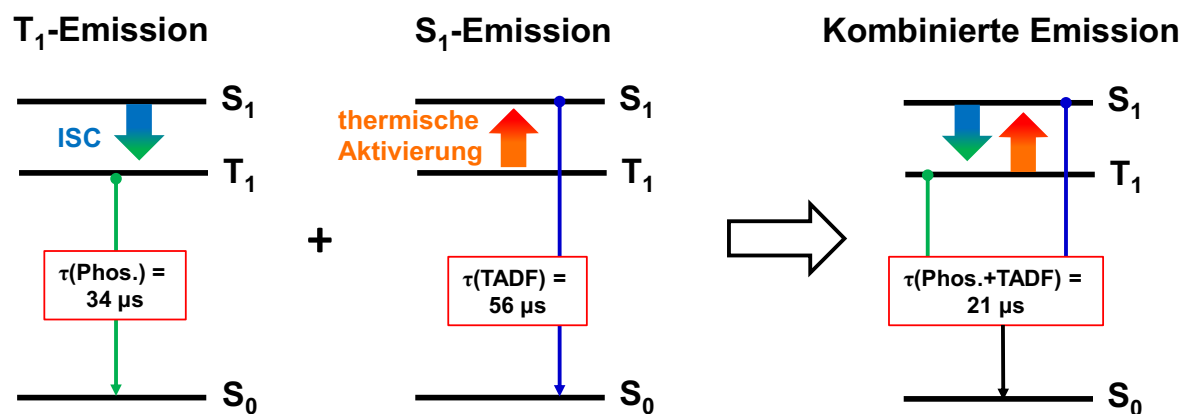 T₁-Emission
S₁-Emission
Kombinierte Emission
S₁
ISC
T₁
τ(Phos.) =
34 µs
S₀
+
S₁
thermische
Aktivierung
T₁
τ(TADF) =
56 µs
S₀
S₁
T₁
τ(Phos.+TADF) =
21 µs
S₀